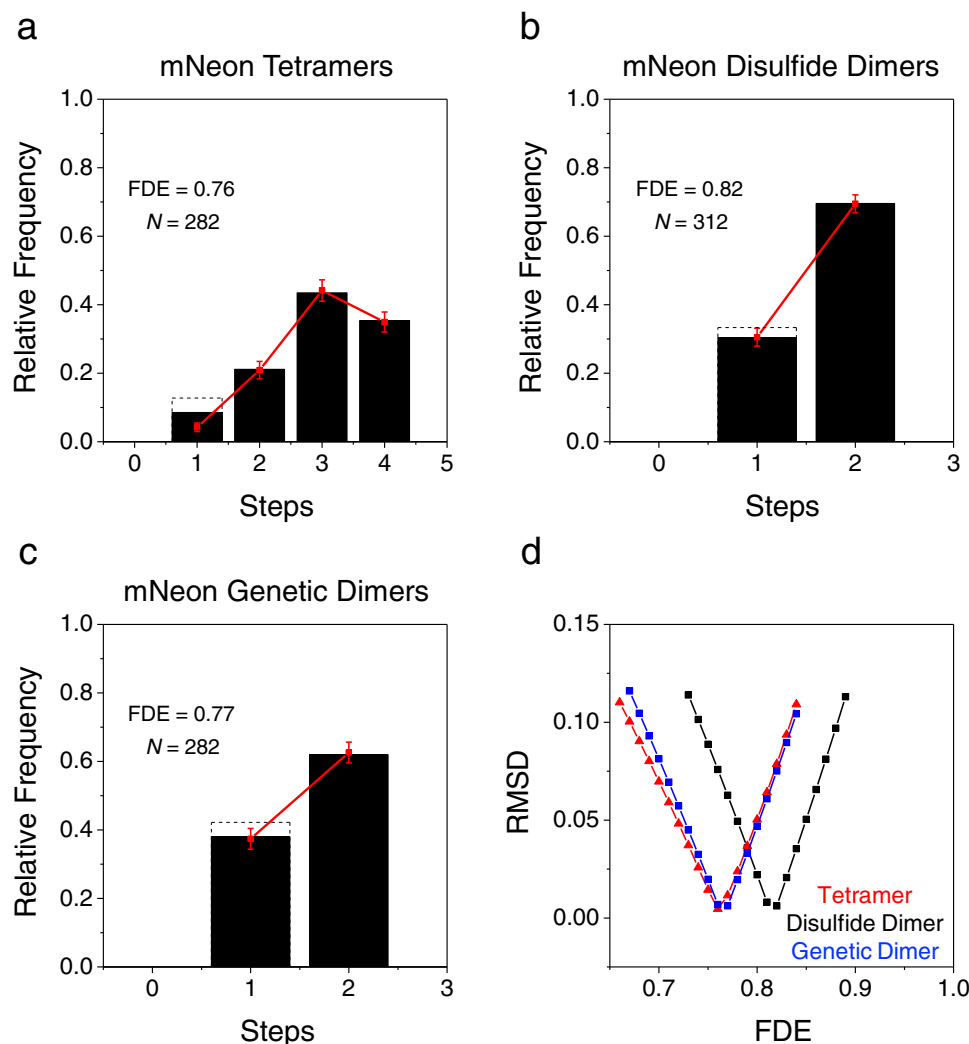 a
mNeon Tetramers
1.0
0.8
0.6
0.4
0.2
0.0
Relative Frequency
FDE = 0.76
N = 282
0 1 2 3 4 5
Steps
b
mNeon Disulfide Dimers
1.0
0.8
0.6
0.4
0.2
0.0
Relative Frequency
FDE = 0.82
N = 312
0 1 2 3
Steps
c
mNeon Genetic Dimers
1.0
0.8
0.6
0.4
0.2
0.0
Relative Frequency
FDE = 0.77
N = 282
0 1 2 3
Steps
d
0.15
0.10
0.05
0.00
RMSD
Tetramer
Disulfide Dimer
Genetic Dimer
0.7 0.8 0.9 1.0
FDE